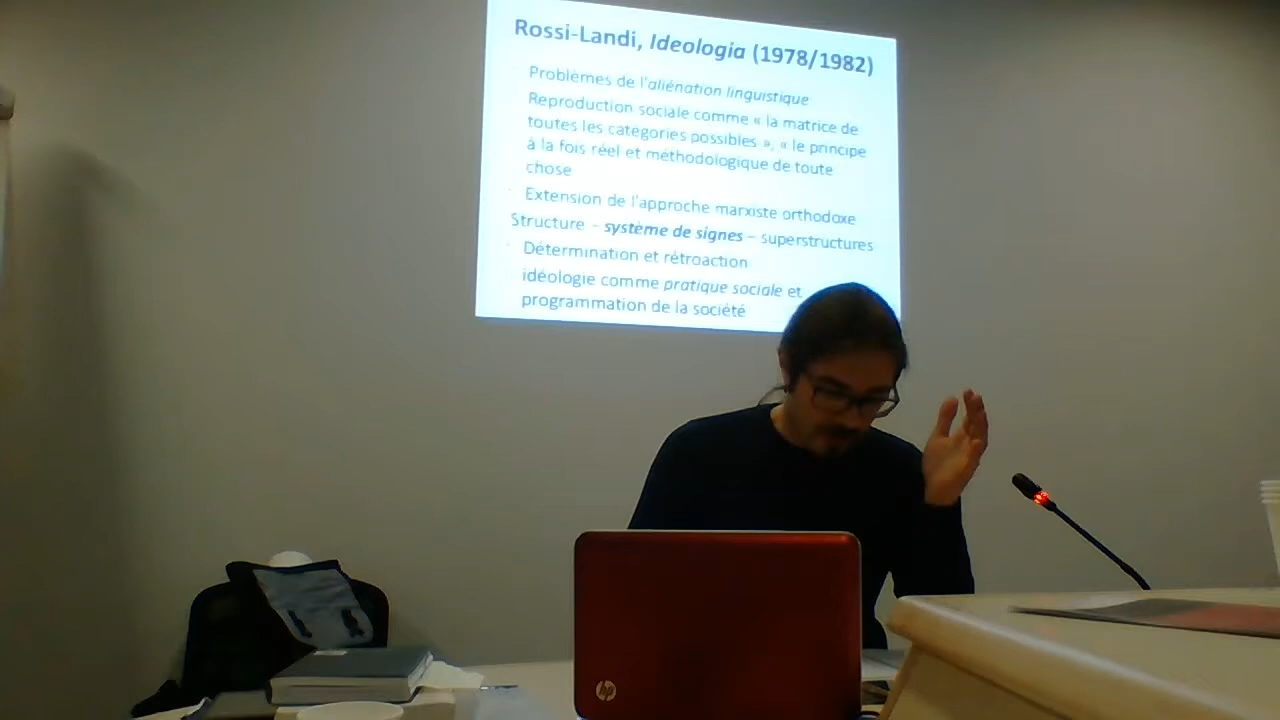 Rossi-Landi, Ideologia (1978/1982)
Problèmes de l'aliénation linguistique
Reproduction sociale comme « la matrice de
toutes les catégories possibles », « le principe
à la fois réel et méthodologique de toute
chose
Extension de l'approche marxiste orthodoxe
Structure – système de signes – superstructures
Détermination et rétroaction
idéologie comme pratique sociale et
programmation de la société
hp